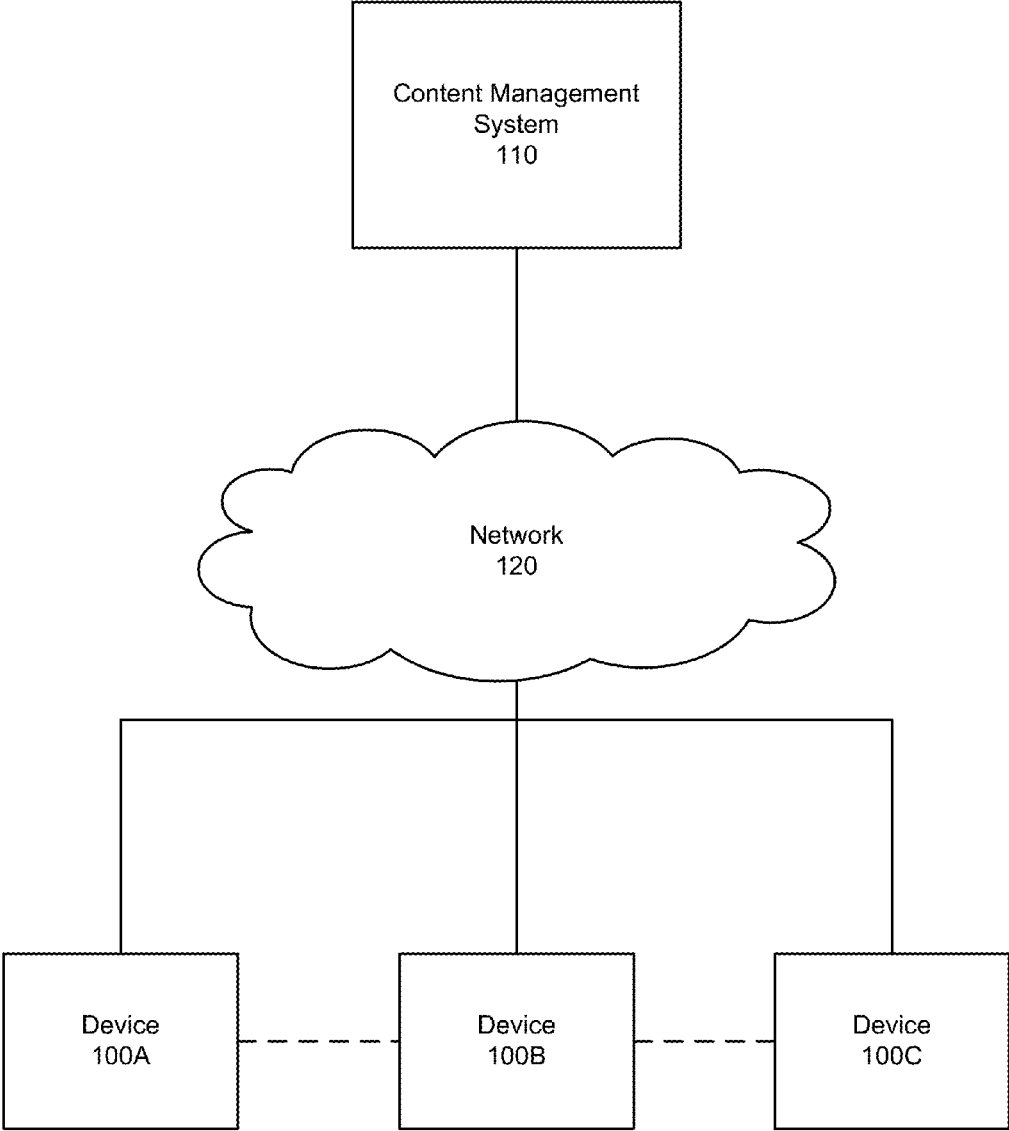 Content Management
System
110
Network
120
Device
100A
Device
100B
Device
100C